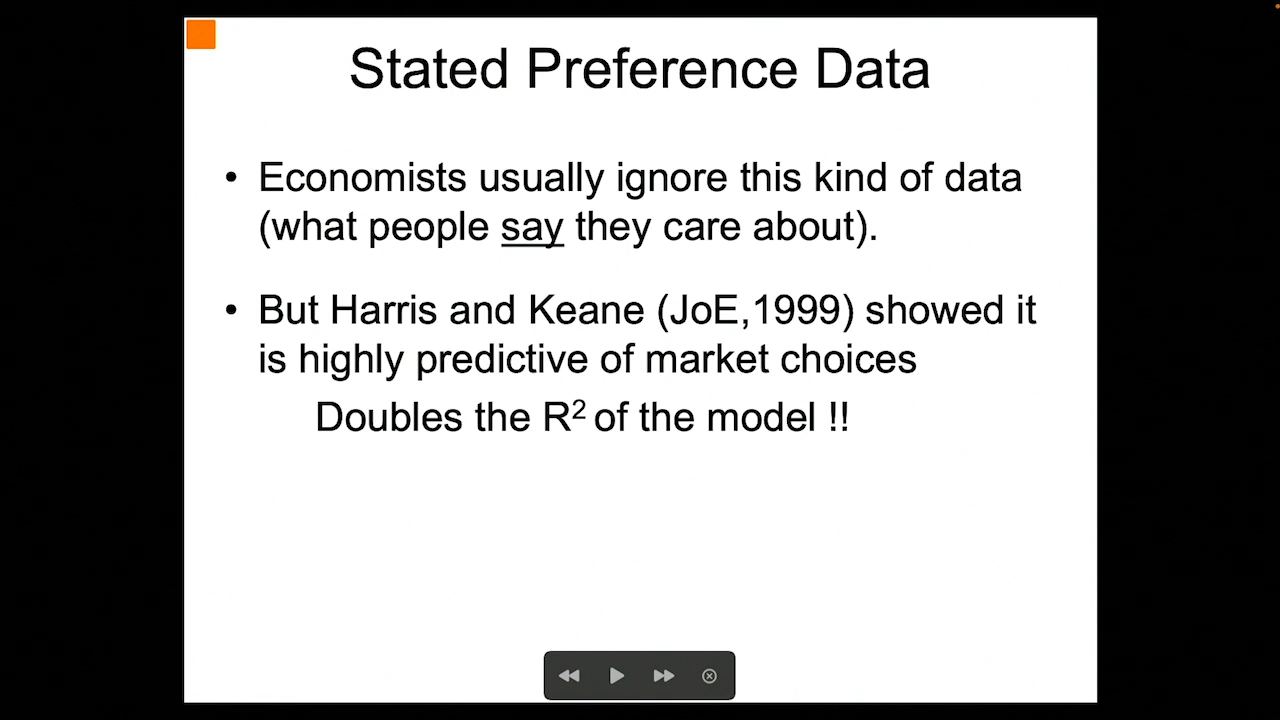 Stated Preference Data
• Economists usually ignore this kind of data
(what people say they care about).
• But Harris and Keane (JoE,1999) showed it
is highly predictive of market choices
Doubles the R² of the model !!